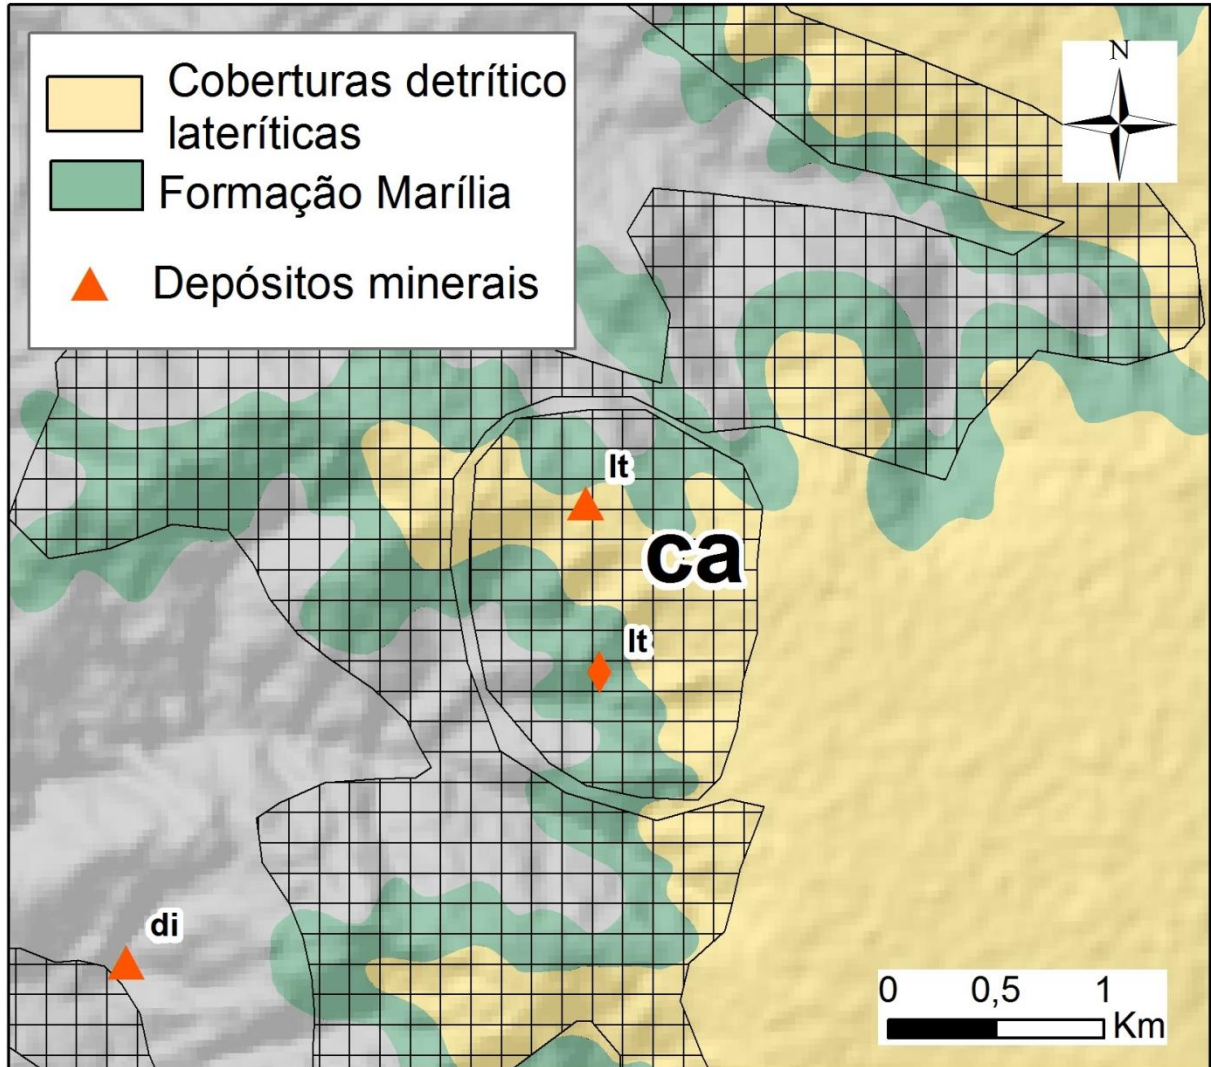 Coberturas detrítico
lateríticas
Formação Marília
Depósitos minerais
N
lt
ca
lt
di
0 0,5 1
Km